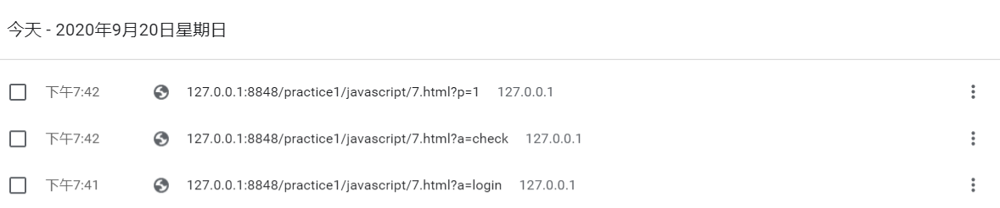 今天 - 2020年9月20日星期日
下午7:42 127.0.0.1:8848/practice1/javascript/7.html?p=1 127.0.0.1
下午7:42 127.0.0.1:8848/practice1/javascript/7.html?a=check 127.0.0.1
下午7:41 127.0.0.1:8848/practice1/javascript/7.html?a=login 127.0.0.1